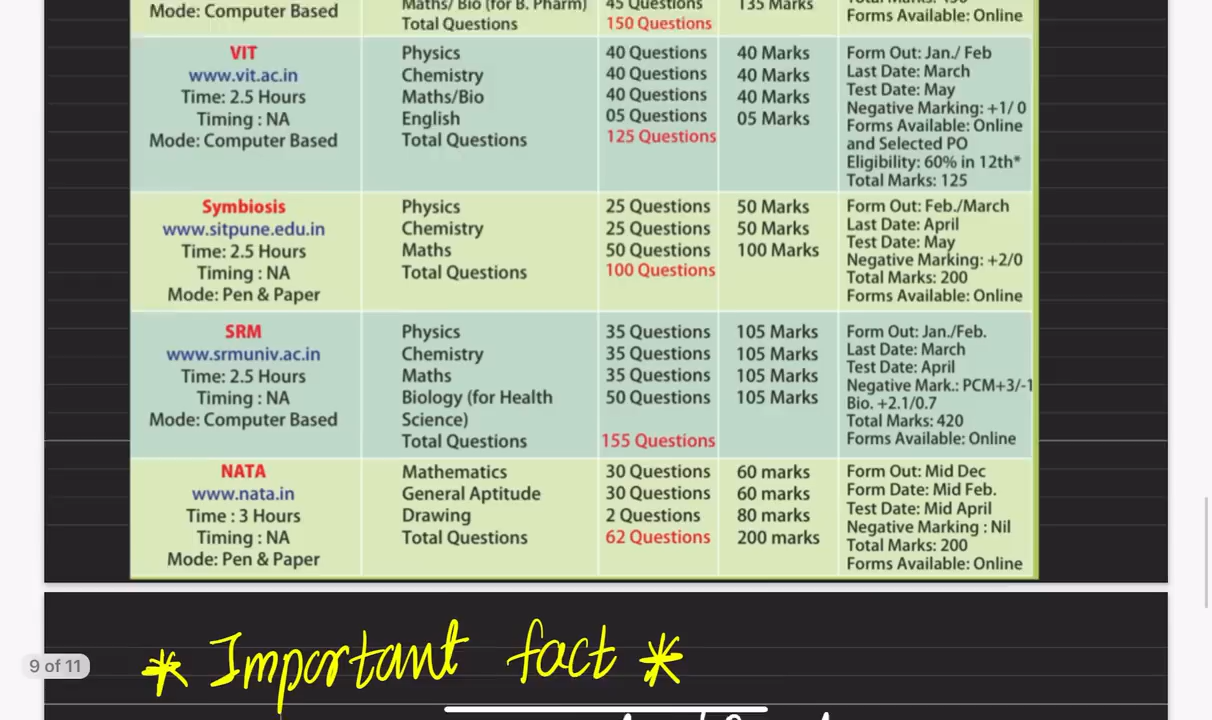 Mode: Computer Based
Maths/ Bio (for B. Pharm) 45 Questions 135 Marks
Total Questions 150 Questions
Forms Available: Online
VIT
www.vit.ac.in
Time: 2.5 Hours
Timing : NA
Mode: Computer Based
Physics 40 Questions 40 Marks
Chemistry 40 Questions 40 Marks
Maths/Bio 40 Questions 40 Marks
English 05 Questions 05 Marks
Total Questions 125 Questions
Form Out: Jan./ Feb
Last Date: March
Test Date: May
Negative Marking: +1/ 0
Forms Available: Online
and Selected PO
Eligibility: 60% in 12th*
Total Marks: 125
Symbiosis
www.sitpune.edu.in
Time: 2.5 Hours
Timing : NA
Mode: Pen & Paper
Physics 25 Questions 50 Marks
Chemistry 25 Questions 50 Marks
Maths 50 Questions 100 Marks
Total Questions 100 Questions
Form Out: Feb./March
Last Date: April
Test Date: May
Negative Marking: +2/0
Total Marks: 200
Forms Available: Online
SRM
www.srmuniv.ac.in
Time: 2.5 Hours
Timing : NA
Mode: Computer Based
Physics 35 Questions 105 Marks
Chemistry 35 Questions 105 Marks
Maths 35 Questions 105 Marks
Biology (for Health 50 Questions 105 Marks
Science)
Total Questions 155 Questions
Form Out: Jan./Feb.
Last Date: March
Test Date: April
Negative Mark.: PCM+3/-1
Bio. +2.1/0.7
Total Marks: 420
Forms Available: Online
NATA
www.nata.in
Time : 3 Hours
Timing : NA
Mode: Pen & Paper
Mathematics 30 Questions 60 marks
General Aptitude 30 Questions 60 marks
Drawing 2 Questions 80 marks
Total Questions 62 Questions 200 marks
Form Out: Mid Dec
Form Date: Mid Feb.
Test Date: Mid April
Negative Marking : Nil
Total Marks: 200
Forms Available: Online
9 of 11
* Important fact *